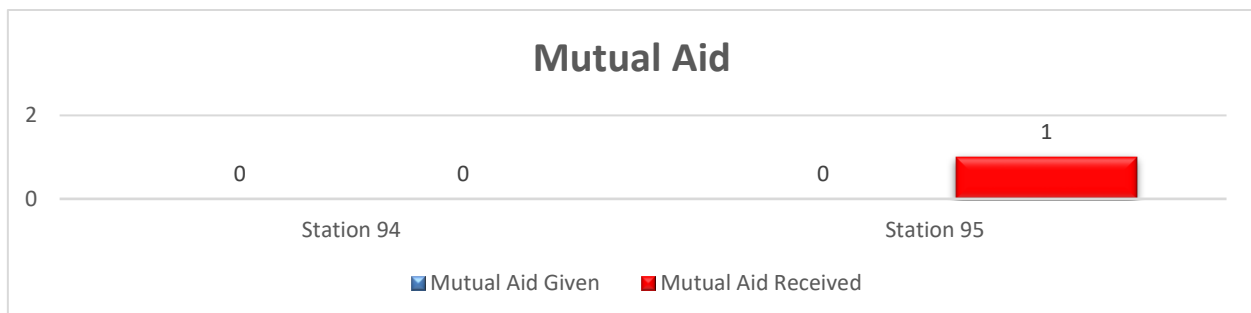 Mutual Aid
2
1
0 0 0
0
Station 94 Station 95
Mutual Aid Given Mutual Aid Received